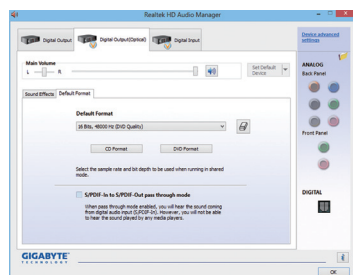 Realtek HD Audio Manager
Digital Output
Digital Output(Optical)
Digital Input
Device advanced
settings
Main Volume
L
R
Set Default
Device
ANALOG
Back Panel
Sound Effects
Default Format
Default Format
16 Bits, 48000 Hz (DVD Quality)
CD Format
DVD Format
Front Panel
Select the sample rate and bit depth to be used when running in shared
mode.
S/PDIF-In to S/PDIF-Out pass through mode
When pass through mode enabled, you will hear the sound coming
from digital audio input (S/PDIF-In). However, you will not be able
to hear the sound played by any media players.
DIGITAL
GIGABYTE
TECHNOLOGY
OK